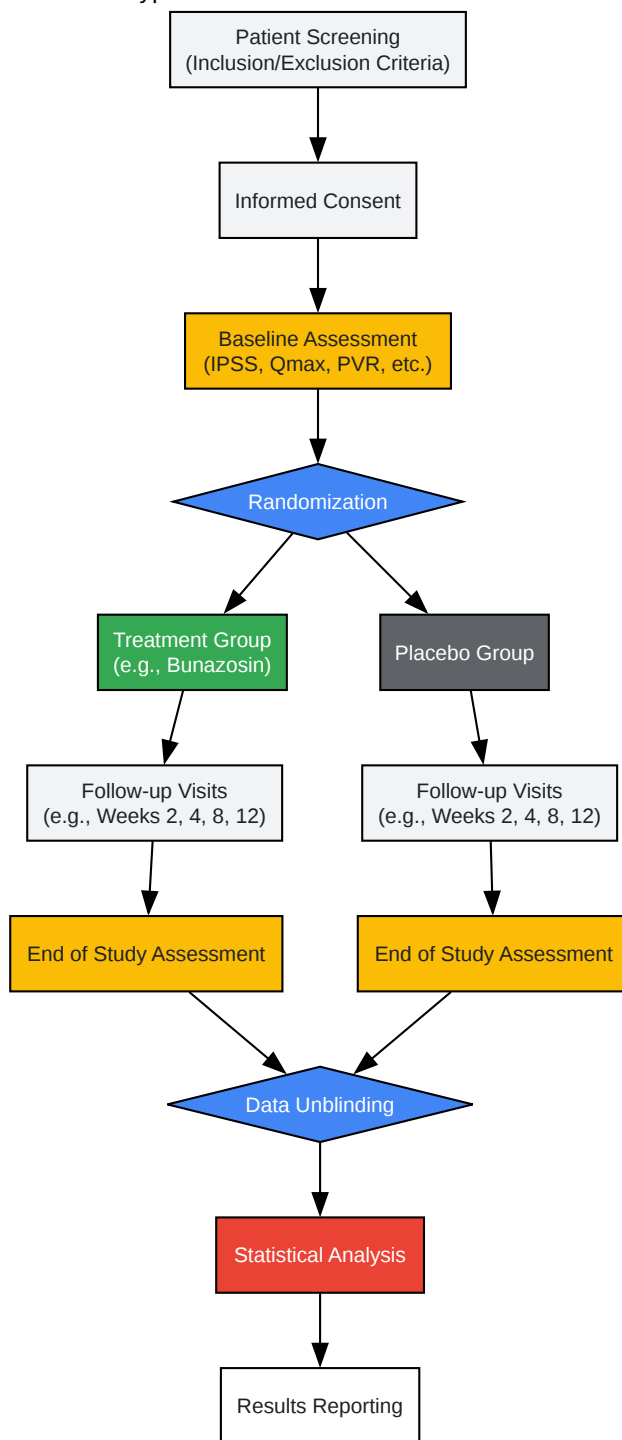 Patient Screening
(Inclusion/Exclusion Criteria)
Informed Consent
Baseline Assessment
(IPSS, Qmax, PVR, etc.)
Randomization
Treatment Group
(e.g., Bunazosin)
Placebo Group
Follow-up Visits
(e.g., Weeks 2, 4, 8, 12)
Follow-up Visits
(e.g., Weeks 2, 4, 8, 12)
End of Study Assessment
End of Study Assessment
Data Unblinding
Statistical Analysis
Results Reporting